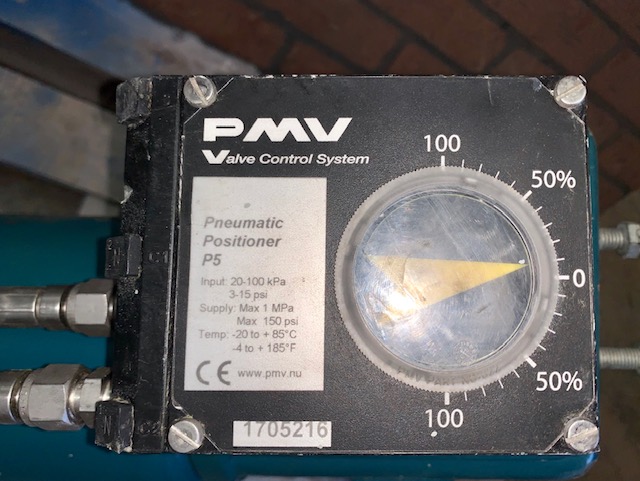 PMV
Valve Control System
Pneumatic
Positioner
P5
Input: 20-100 kPa
3-15 psi
Supply: Max 1 MPa
Max 150 psi
Temp: -20 to + 85°C
-4 to + 185°F
CE www.pmv.nu
1705216
100
50%
0
50%
100